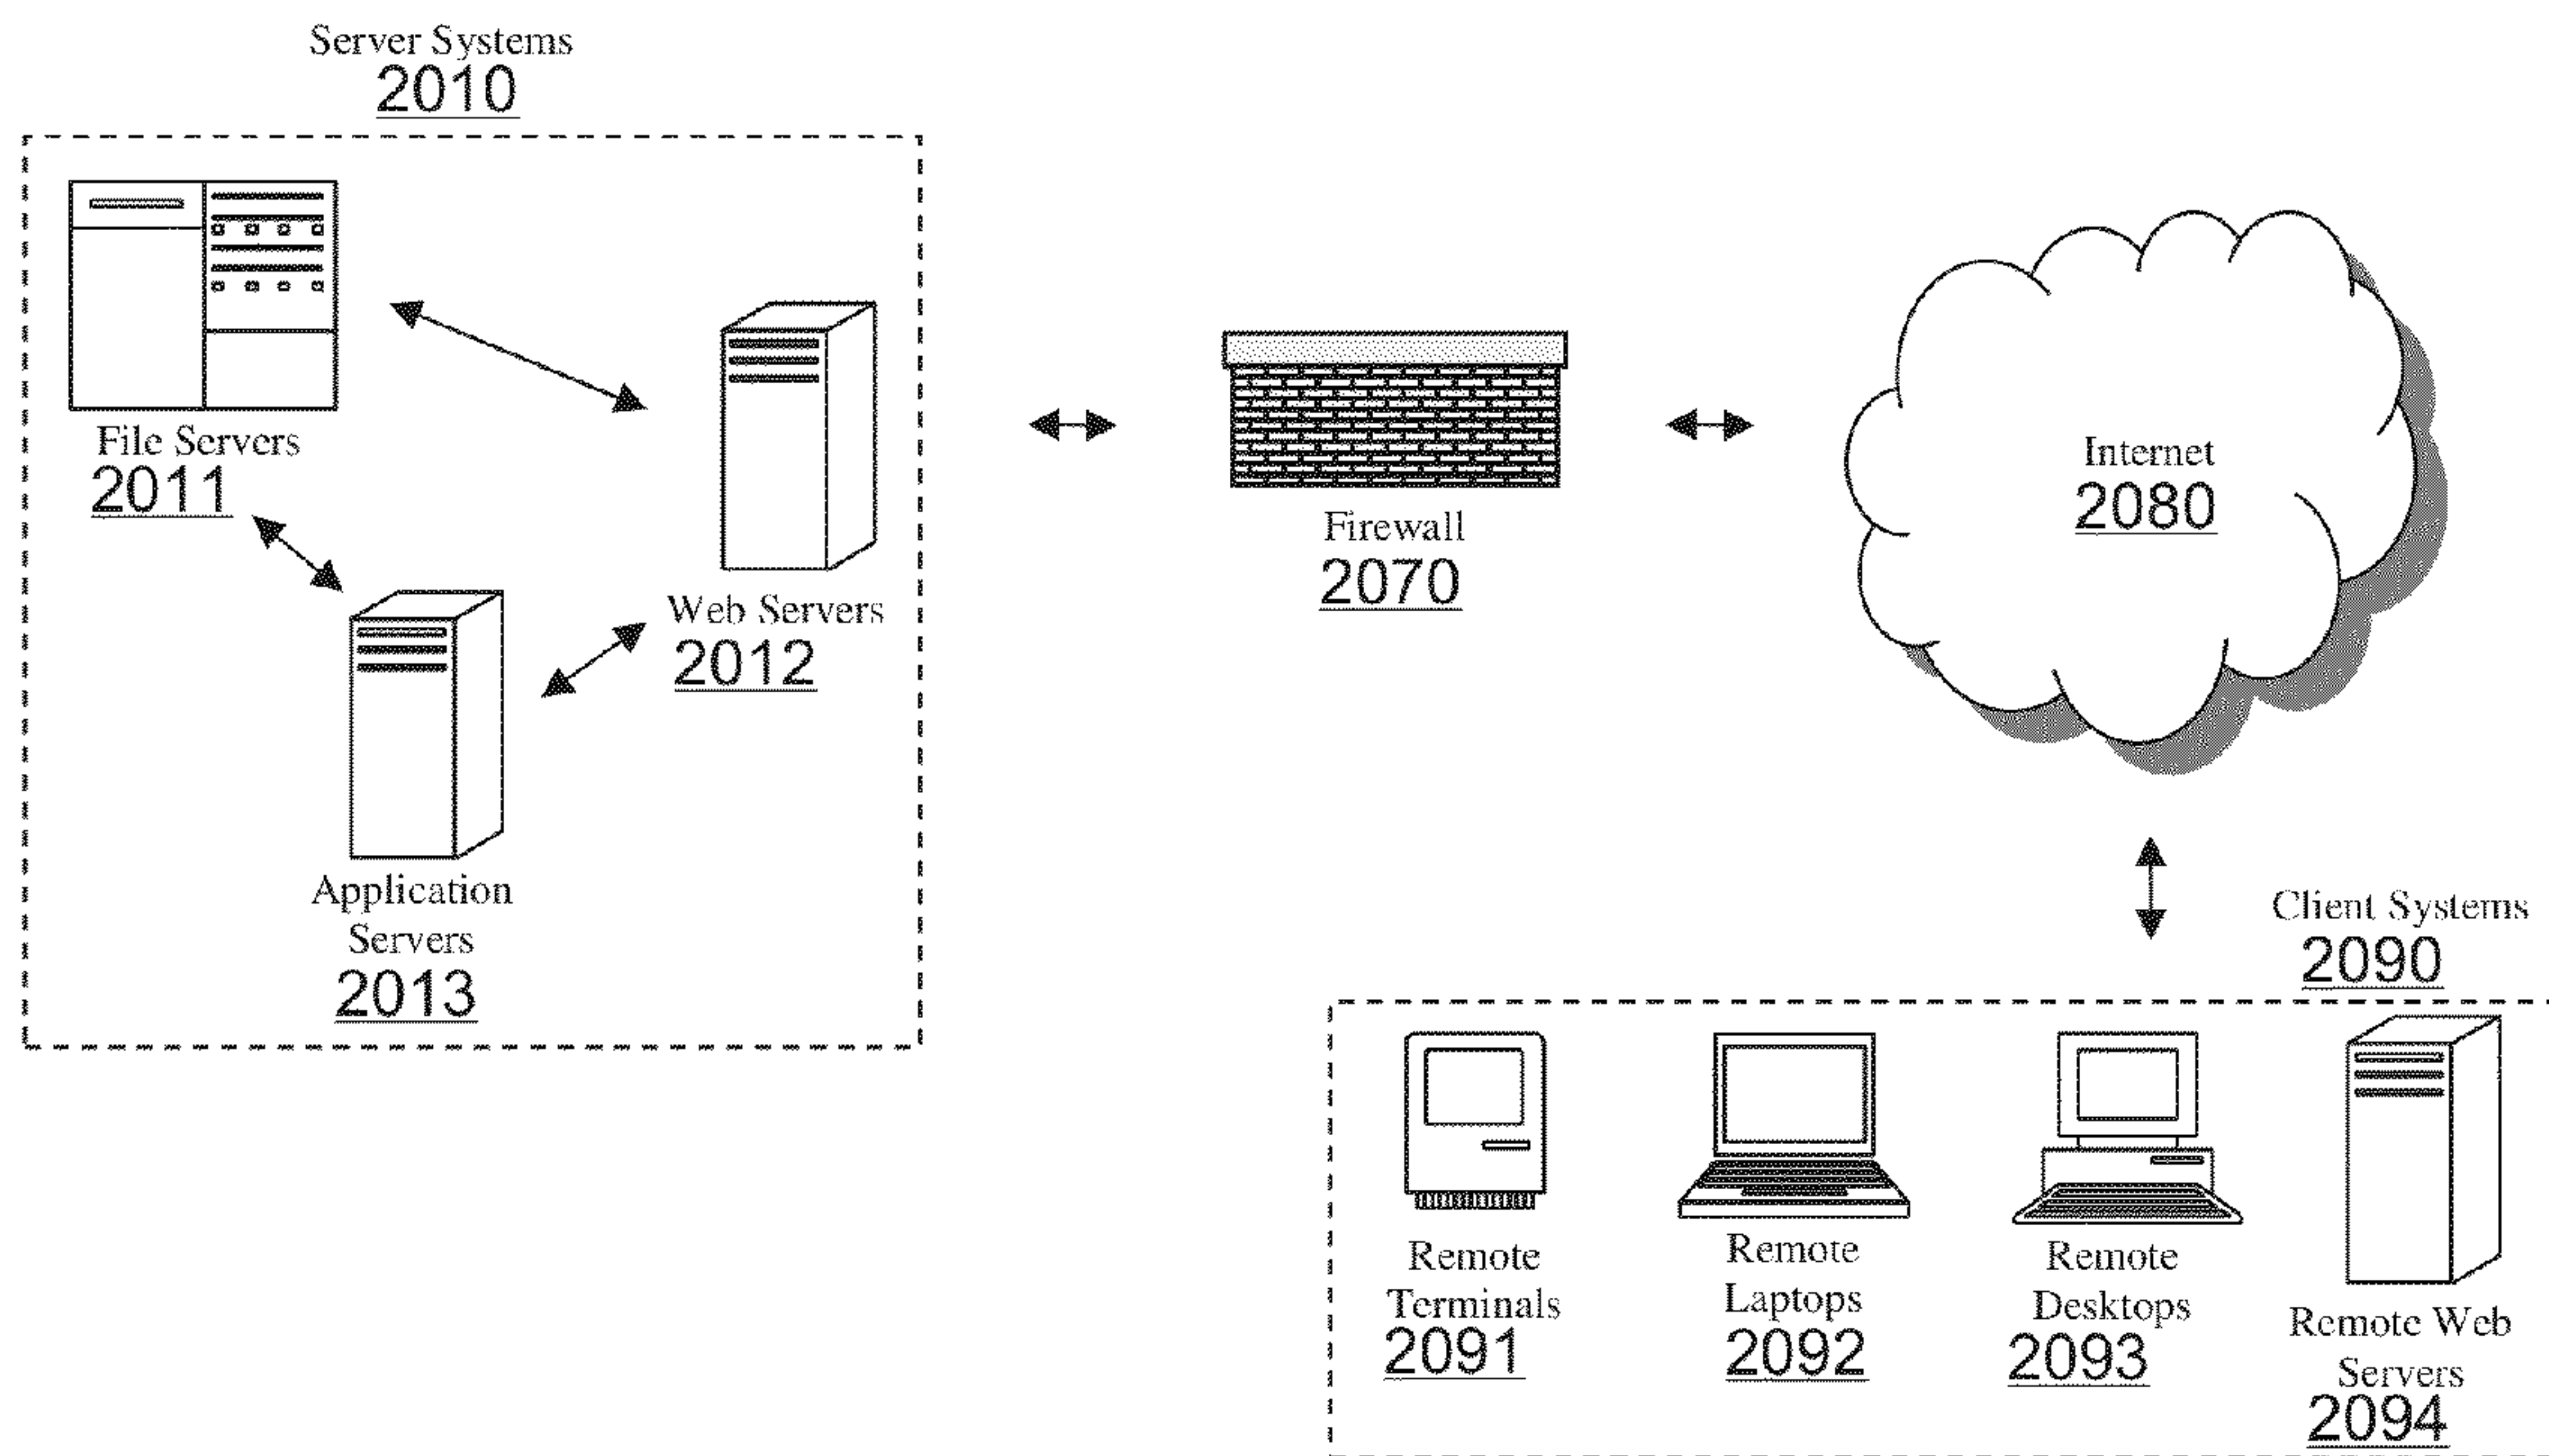 Server Systems
2010
File Servers
2011
Web Servers
2012
Application
Servers
2013
Firewall
2070
Internet
2080
Client Systems
2090
Remote
Terminals
2091
Remote
Laptops
2092
Remote
Desktops
2093
Remote Web
Servers
2094